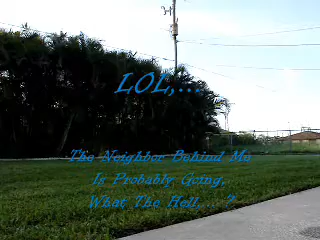 LOL,...
The Neighbor Behind Me
Is Probably Going,
What The Hell.....?